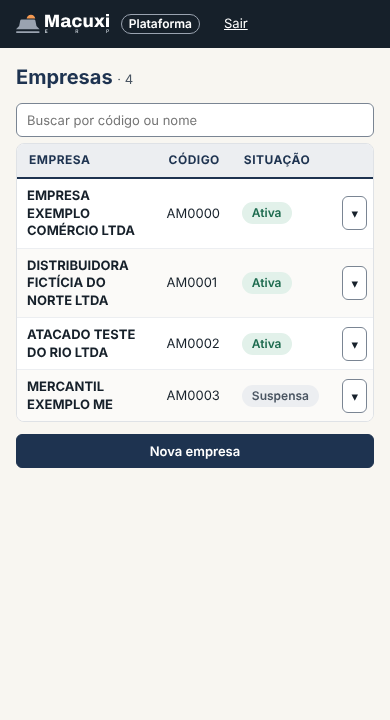 Macuxi
E R P
Plataforma
Sair
Empresas · 4
Buscar por código ou nome
EMPRESA CÓDIGO SITUAÇÃO
EMPRESA
EXEMPLO
COMÉRCIO LTDA
AM0000
Ativa
DISTRIBUIDORA
FICTÍCIA DO
NORTE LTDA
AM0001
Ativa
ATACADO TESTE
DO RIO LTDA
AM0002
Ativa
MERCANTIL
EXEMPLO ME
AM0003
Suspensa
Nova empresa